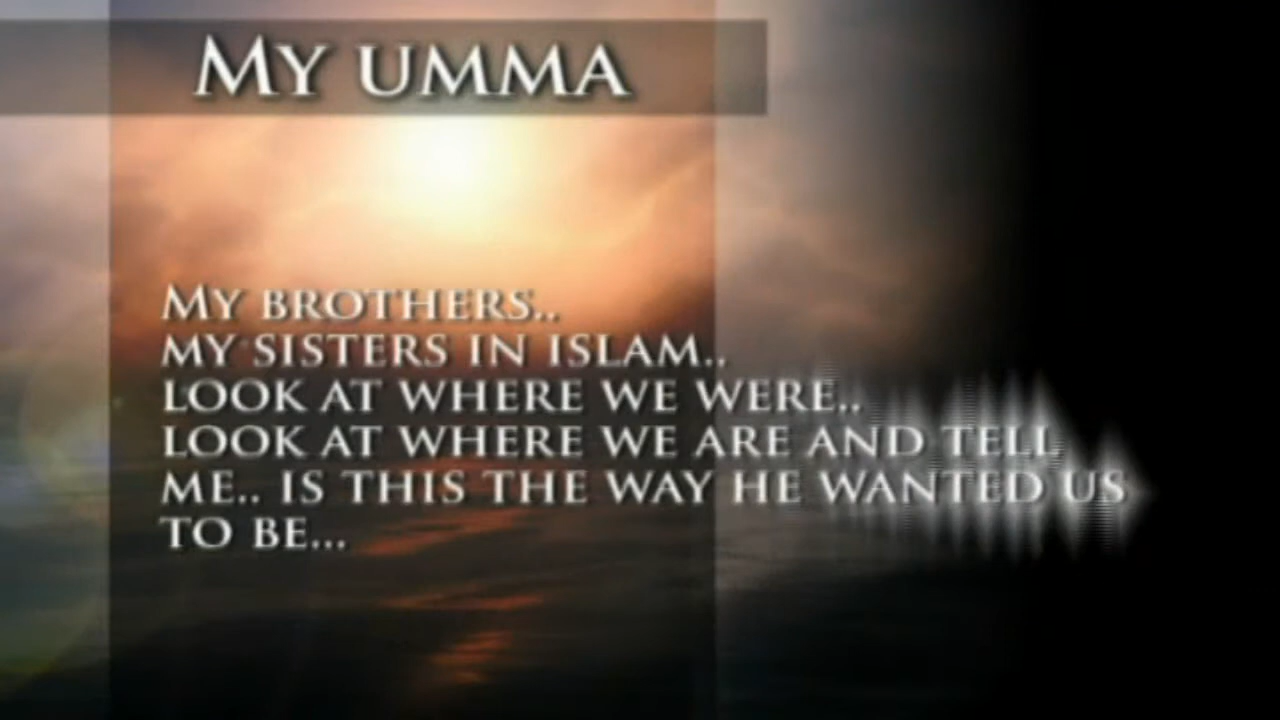 My umma
My brothers..
my sisters in islam..
look at where we were..
look at where we are and tell
me.. is this the way he wanted us
to be...